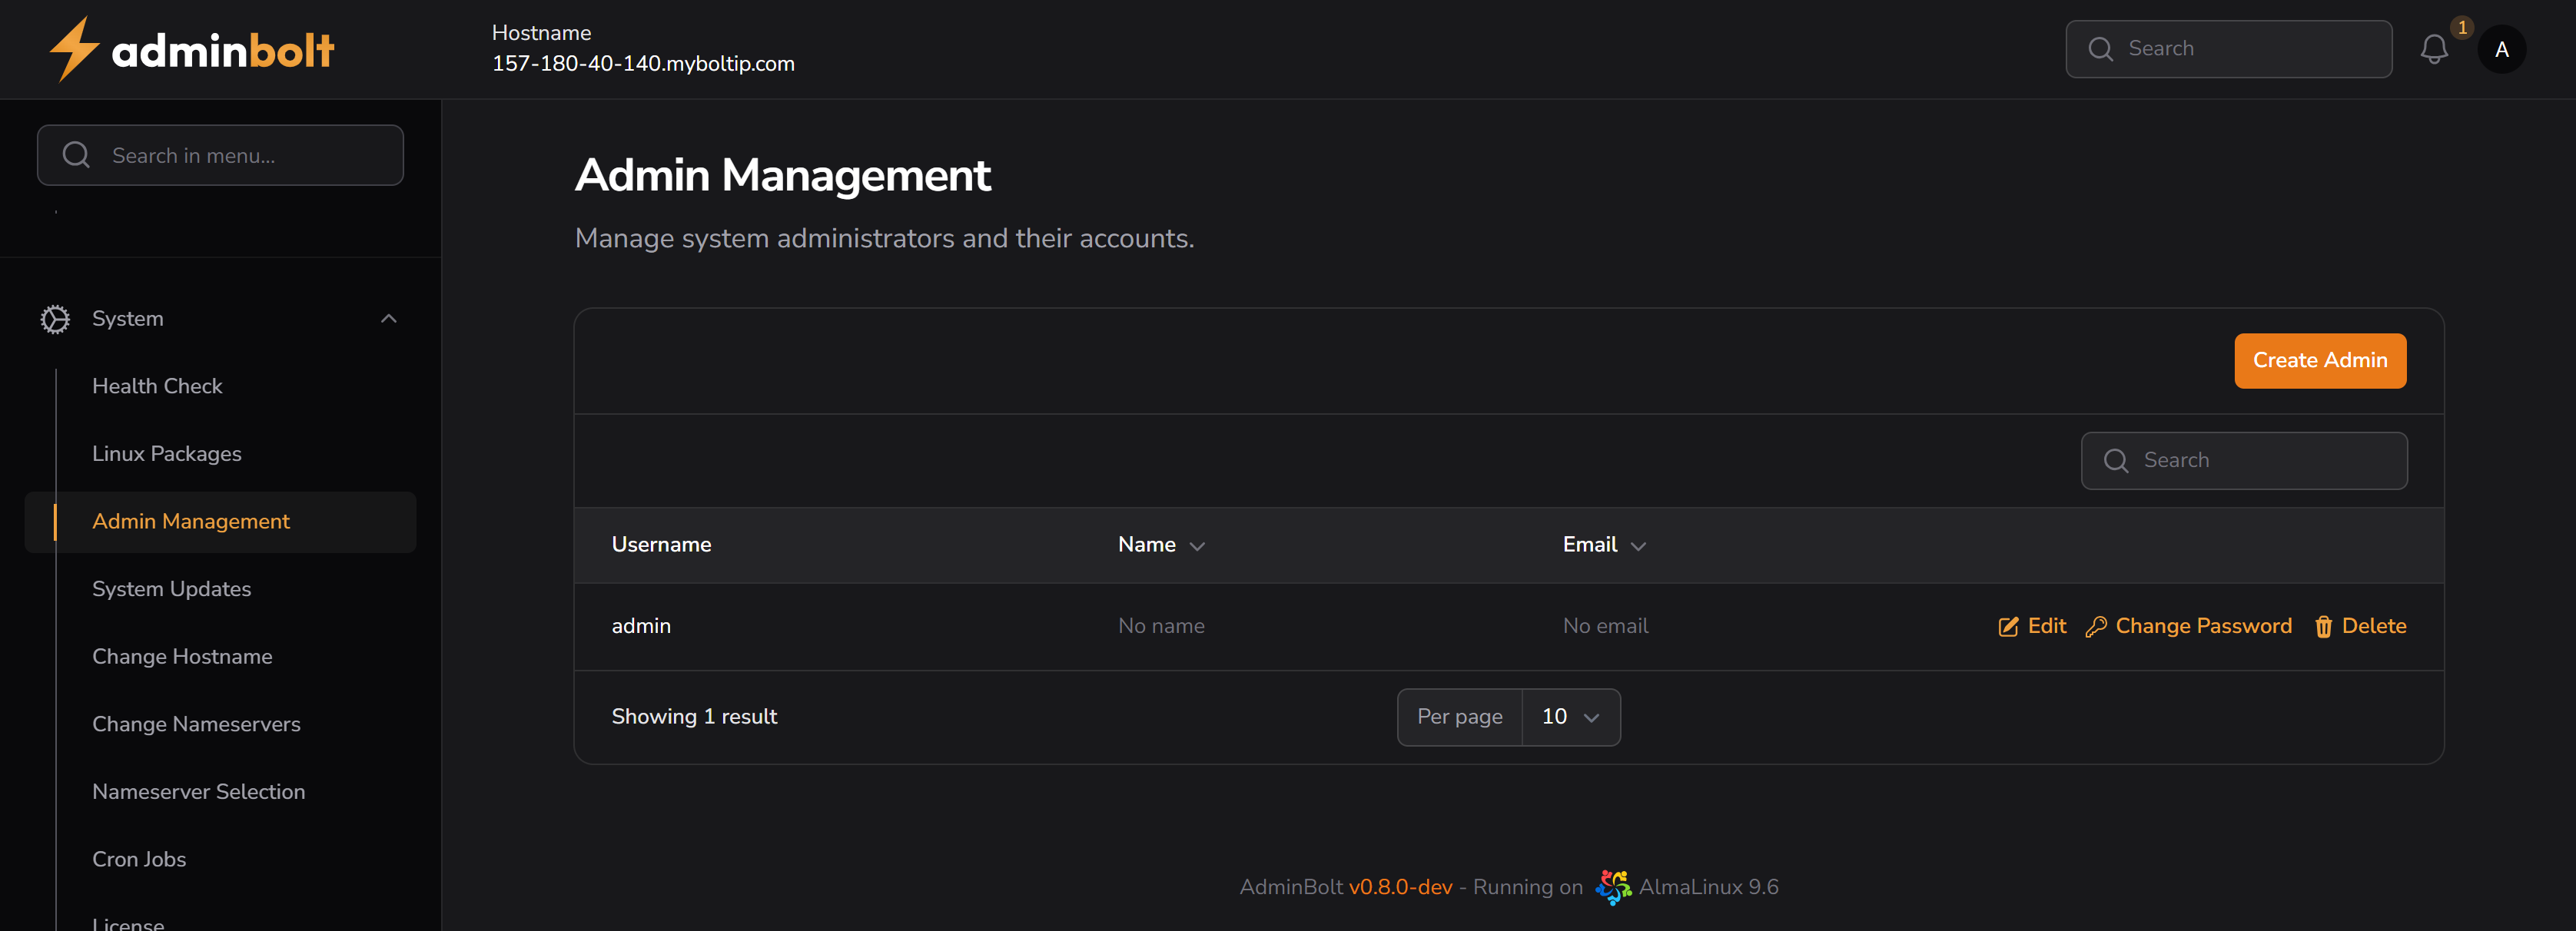 adminbolt
Hostname
157-180-40-140.myboltip.com
Search
1
A
Search in menu...
System
Health Check
Linux Packages
Admin Management
System Updates
Change Hostname
Change Nameservers
Nameserver Selection
Cron Jobs
License
Admin Management
Manage system administrators and their accounts.
Create Admin
Search
Username Name Email
admin No name No email Edit Change Password Delete
Showing 1 result Per page 10
AdminBolt v0.8.0-dev - Running on AlmaLinux 9.6